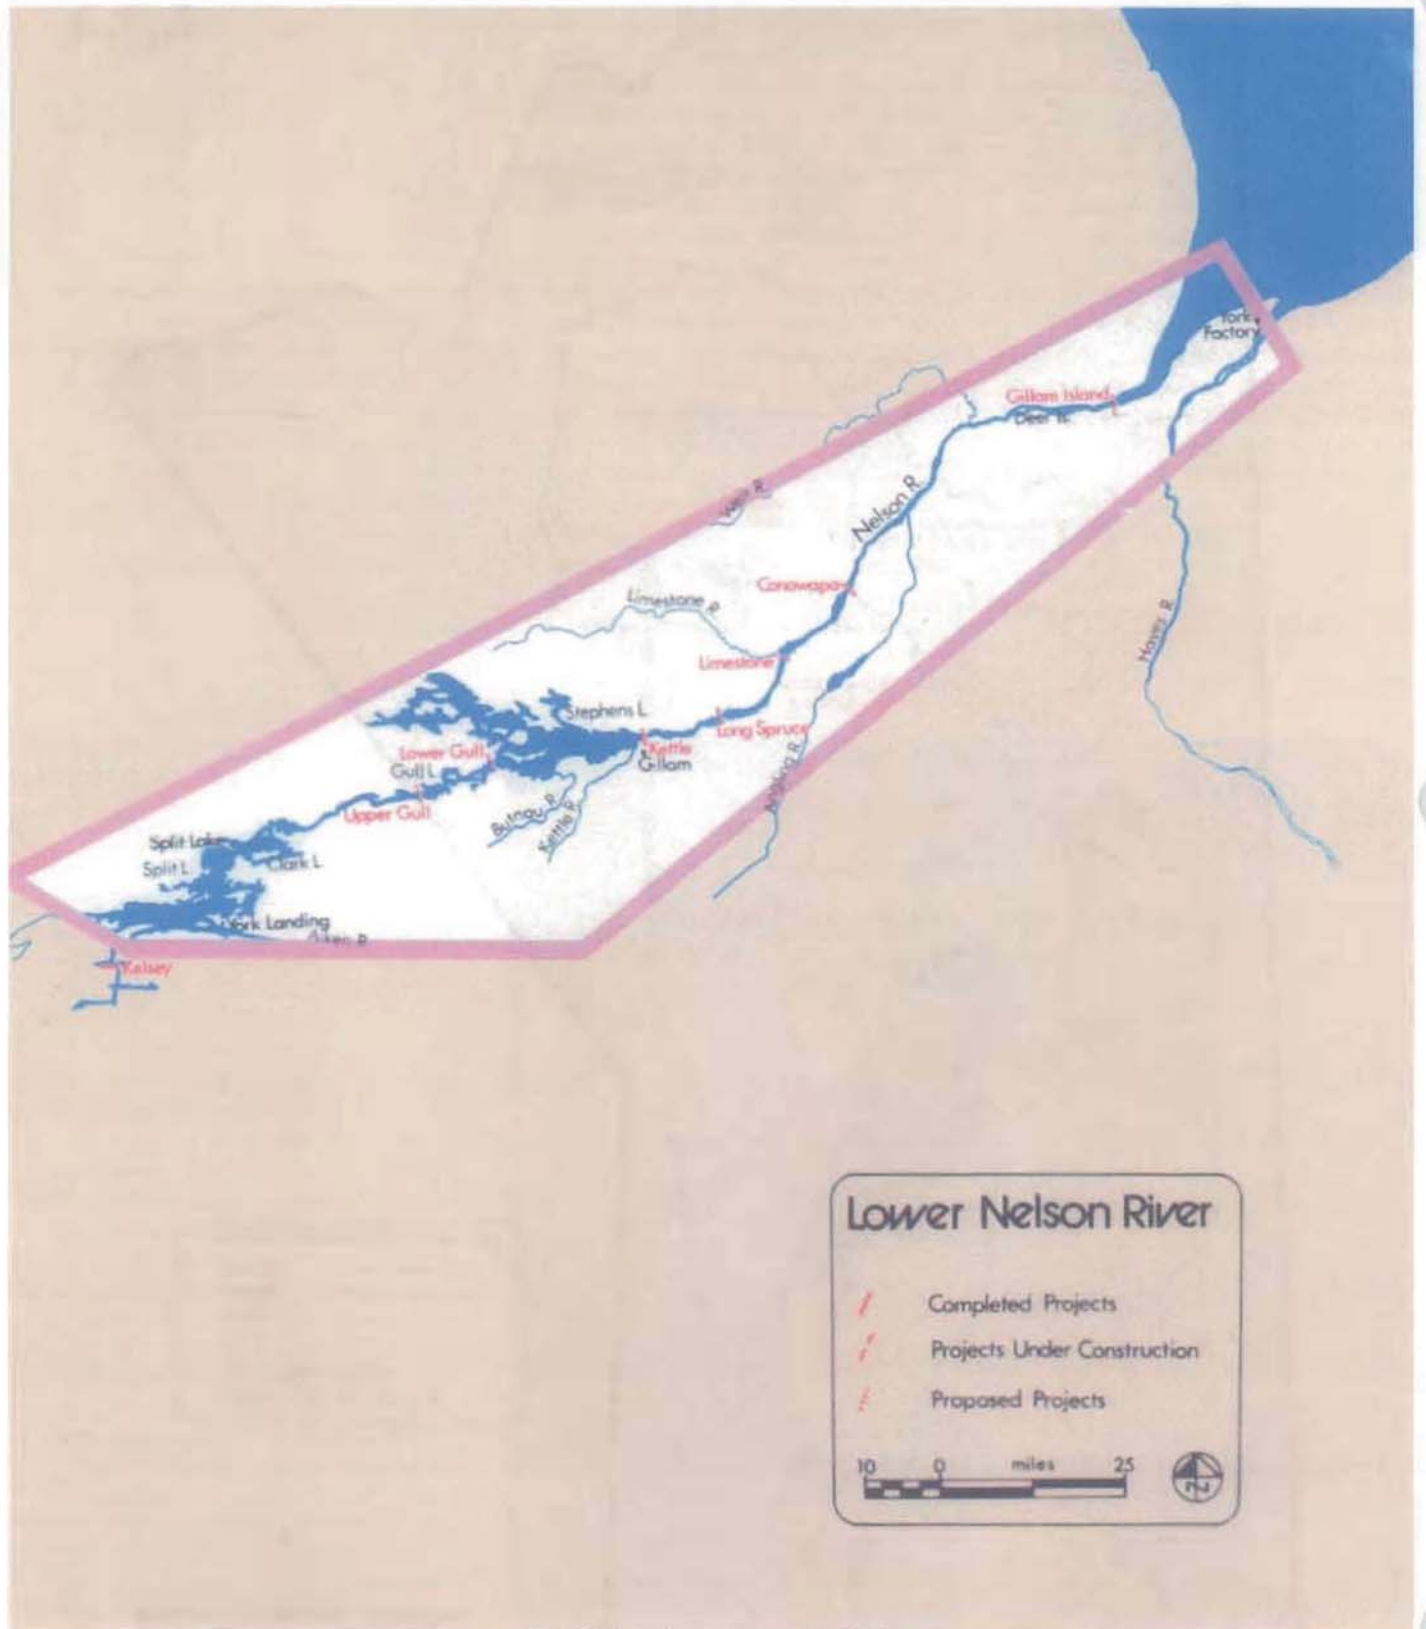 York
Factory
Gillam Island
Deer Is.
Weir R.
Nelson R
Conawapa
Limestone R.
Hayes R
Limestone
Stephens L.
Long Spruce
Lower Gull
Kettle
Gull L.
Gillam
Angling R.
Upper Gull
Butnau R.
Kettle R.
Split Lake
Split L.
Clark L.
York Landing
Aiken R
Kelsey
Lower Nelson River
Completed Projects
Projects Under Construction
Proposed Projects
10 0 miles 25